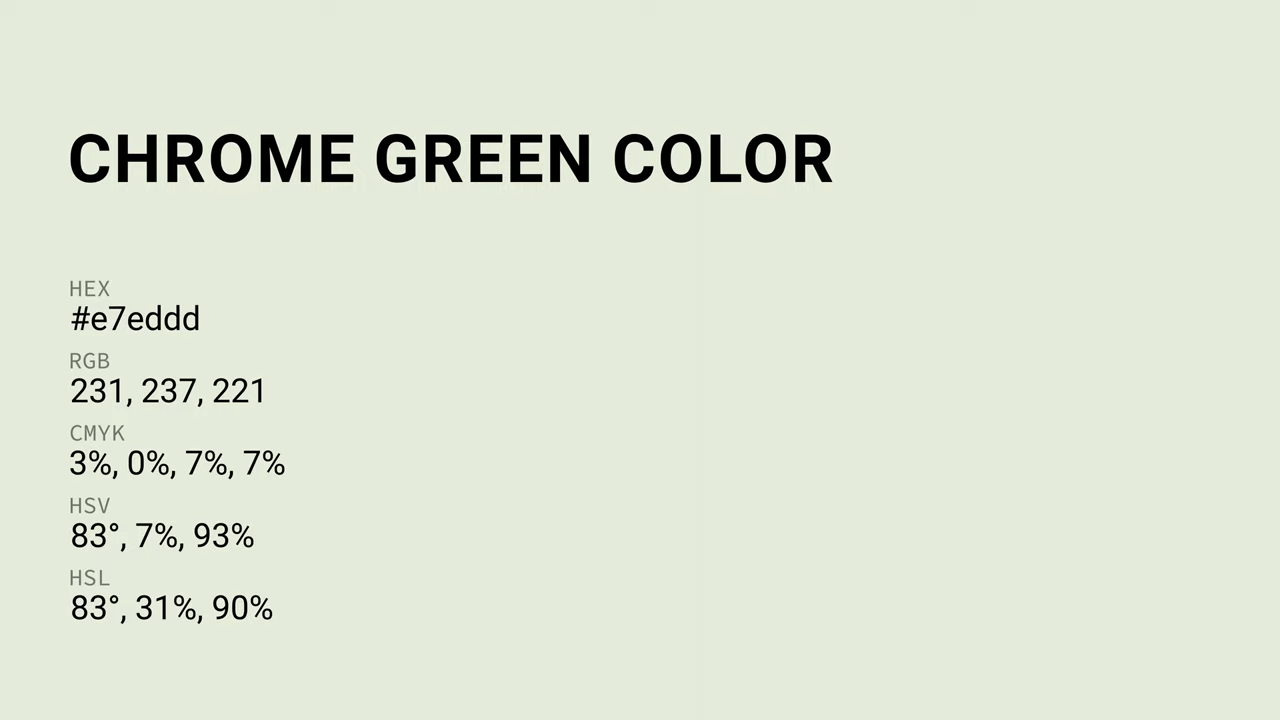 CHROME GREEN COLOR
HEX
#e7eddd
RGB
231, 237, 221
CMYK
3%, 0%, 7%, 7%
HSV
83°, 7%, 93%
HSL
83°, 31%, 90%